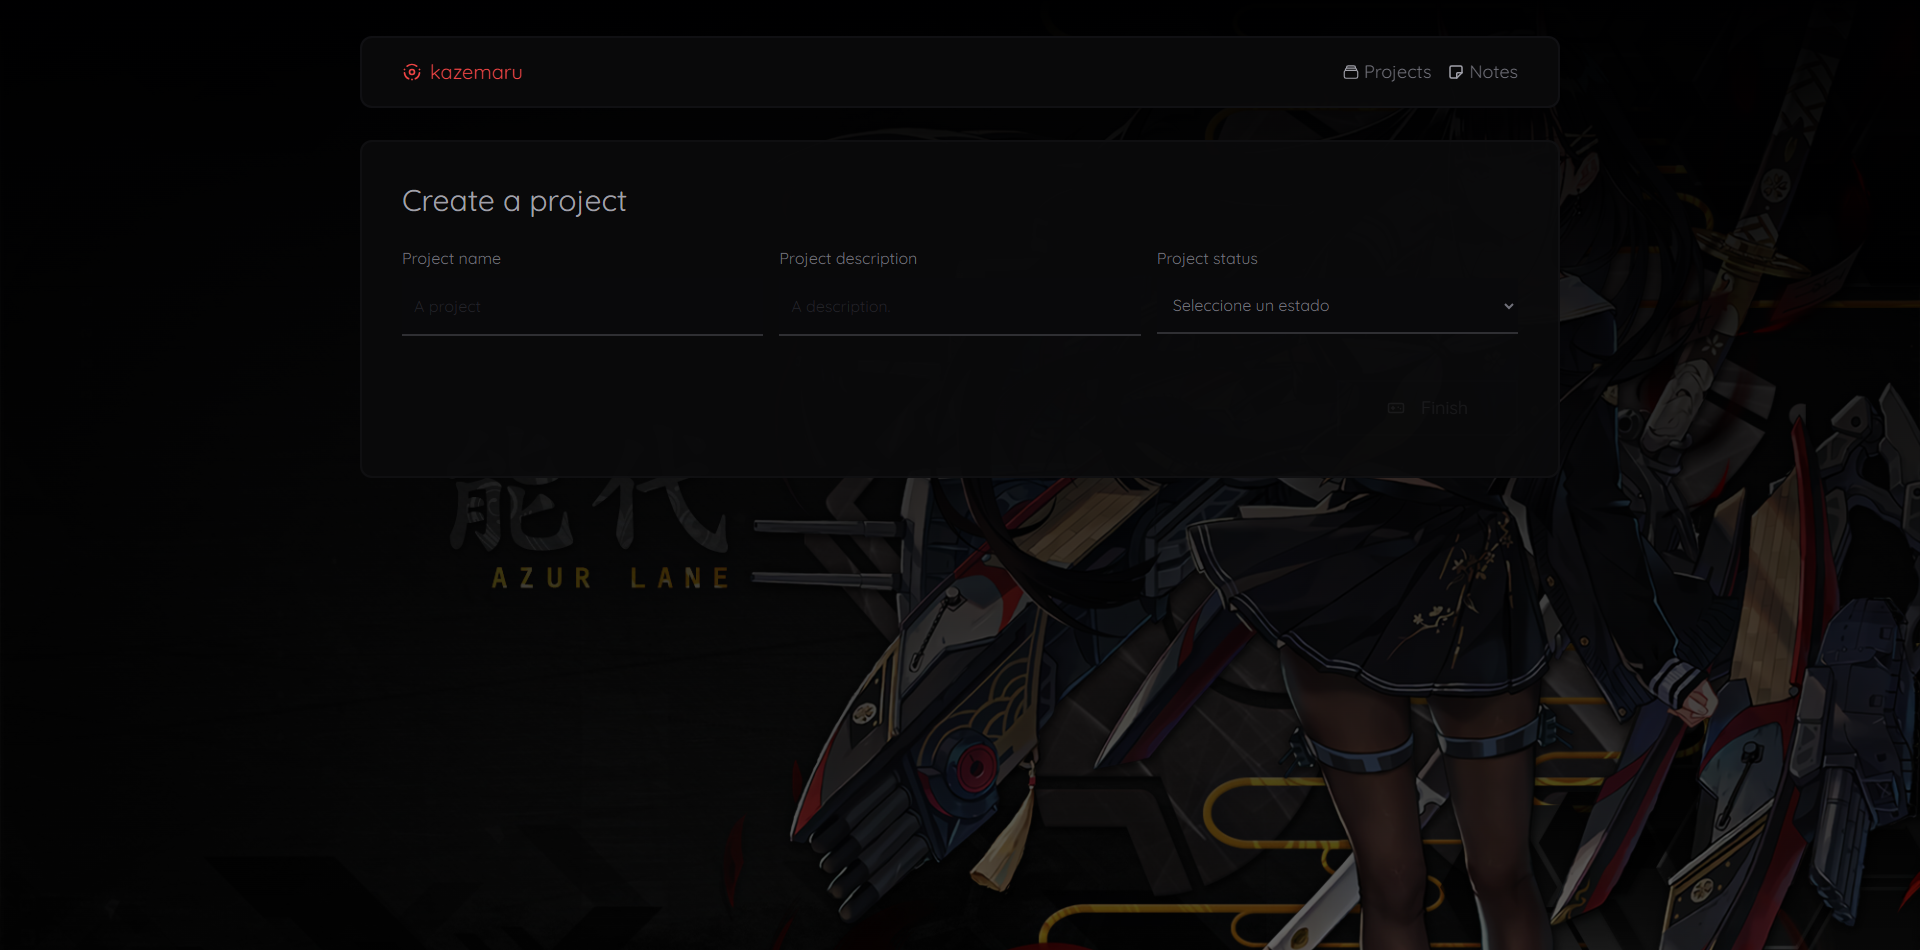 kazemaru
Projects
Notes
Create a project
Project name
Project description
Project status
A project
A description.
Seleccione un estado
Finish
能代
AZUR LANE